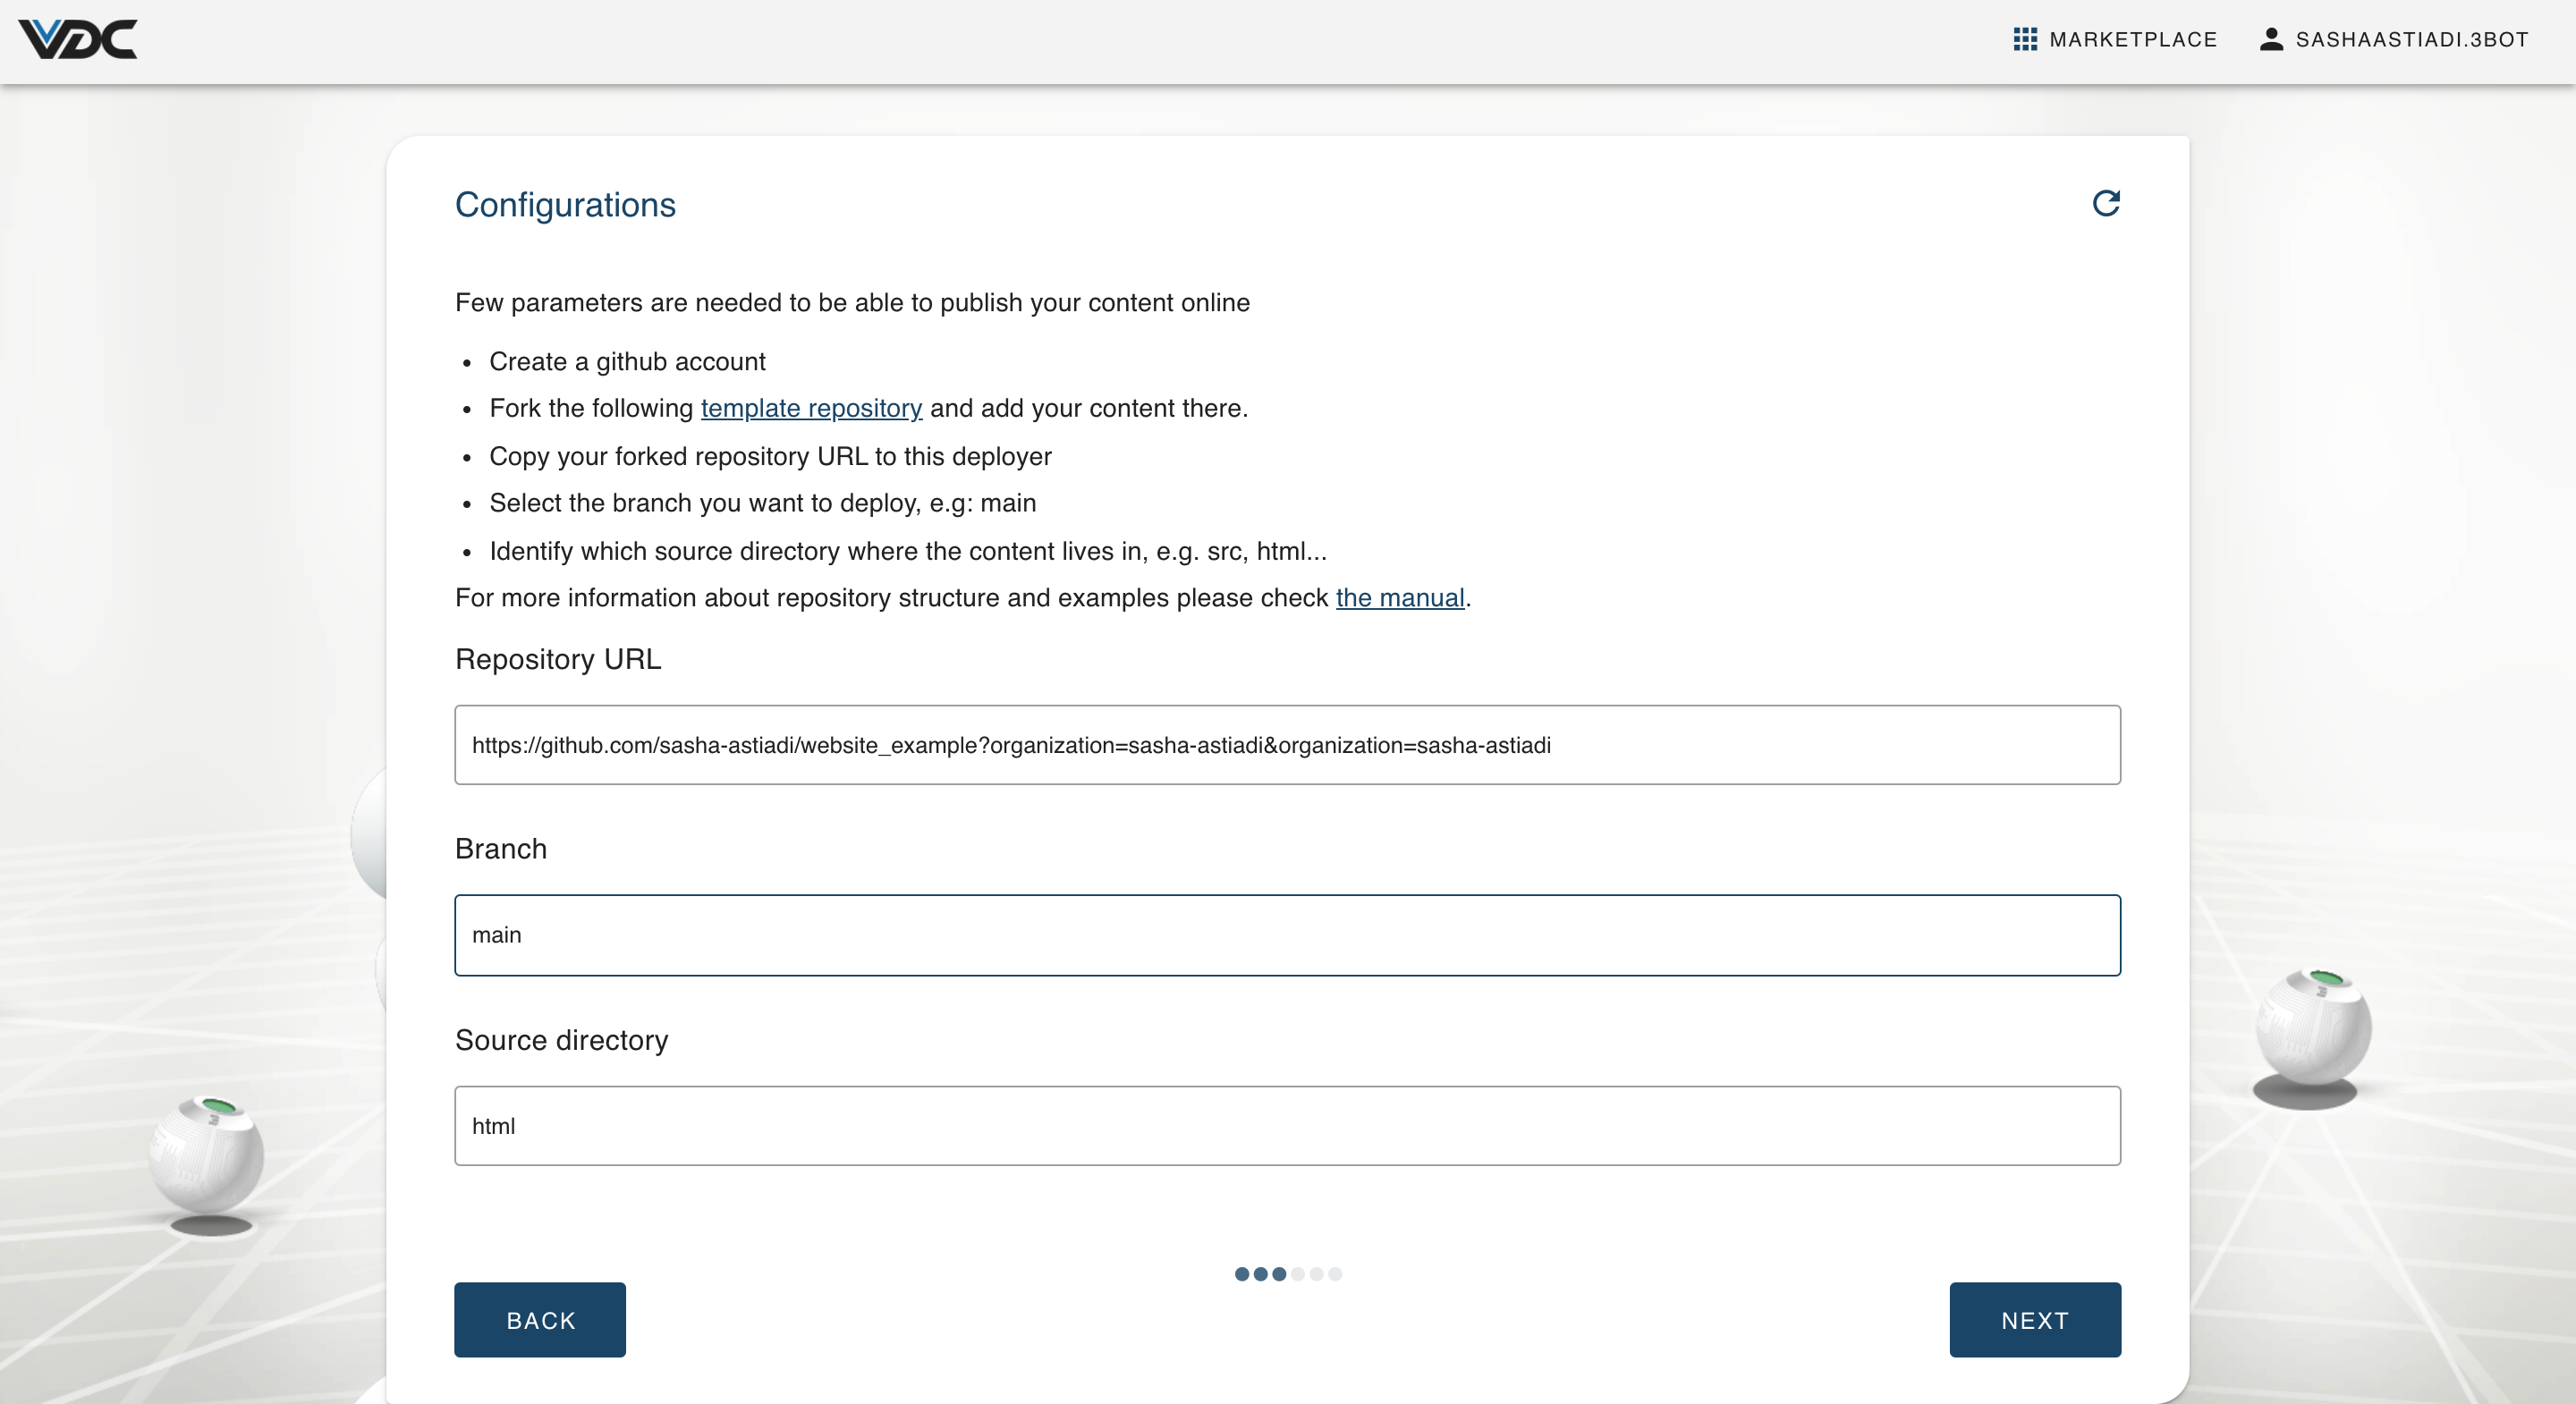 VDC
MARKETPLACE
SASHAASTIADI.3BOT
Configurations
Few parameters are needed to be able to publish your content online
• Create a github account
• Fork the following template repository and add your content there.
• Copy your forked repository URL to this deployer
• Select the branch you want to deploy, e.g: main
• Identify which source directory where the content lives in, e.g. src, html...
For more information about repository structure and examples please check the manual.
Repository URL
https://github.com/sasha-astiadi/website_example?organization=sasha-astiadi&organization=sasha-astiadi
Branch
main
Source directory
html
BACK
NEXT